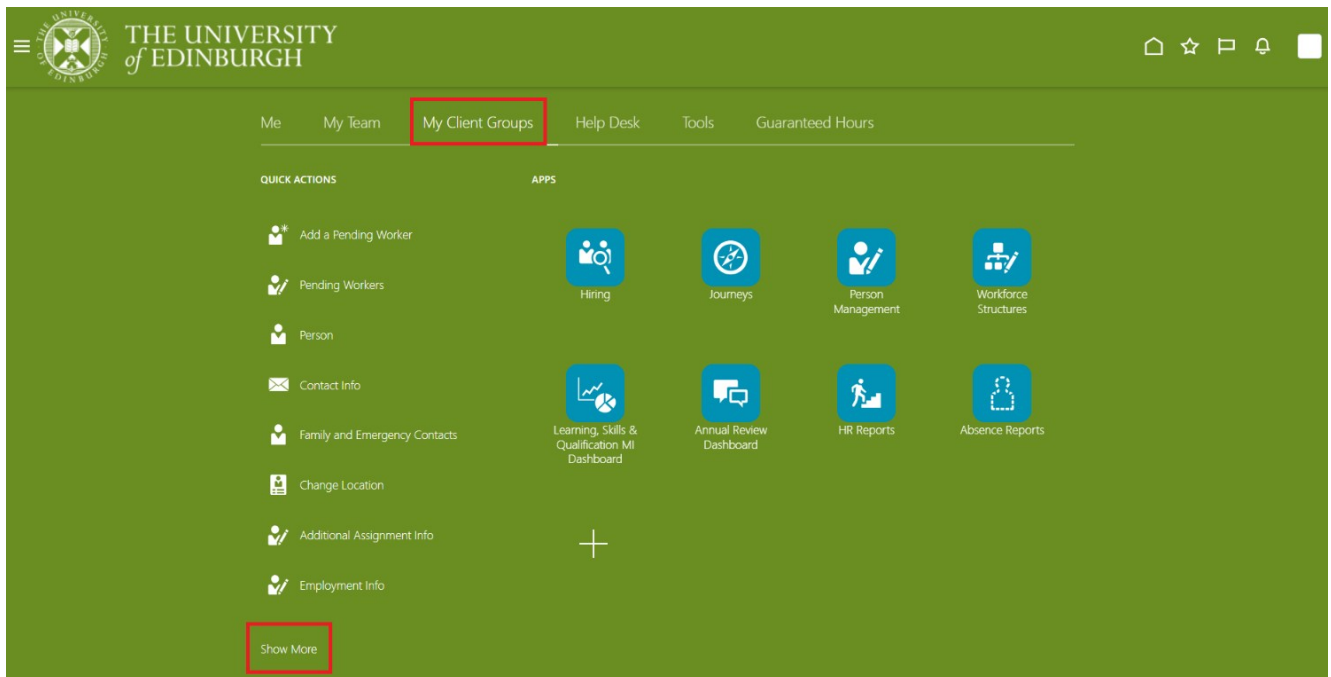 THE UNIVERSITY
of EDINBURGH
Me My Team My Client Groups Help Desk Tools Guaranteed Hours
QUICK ACTIONS
Add a Pending Worker
Pending Workers
Person
Contact Info
Family and Emergency Contacts
Change Location
Additional Assignment Info
Employment Info
Show More
APPS
Hiring
Journeys
Person
Management
Workforce
Structures
Learning, Skills &
Qualification MI
Dashboard
Annual Review
Dashboard
HR Reports
Absence Reports